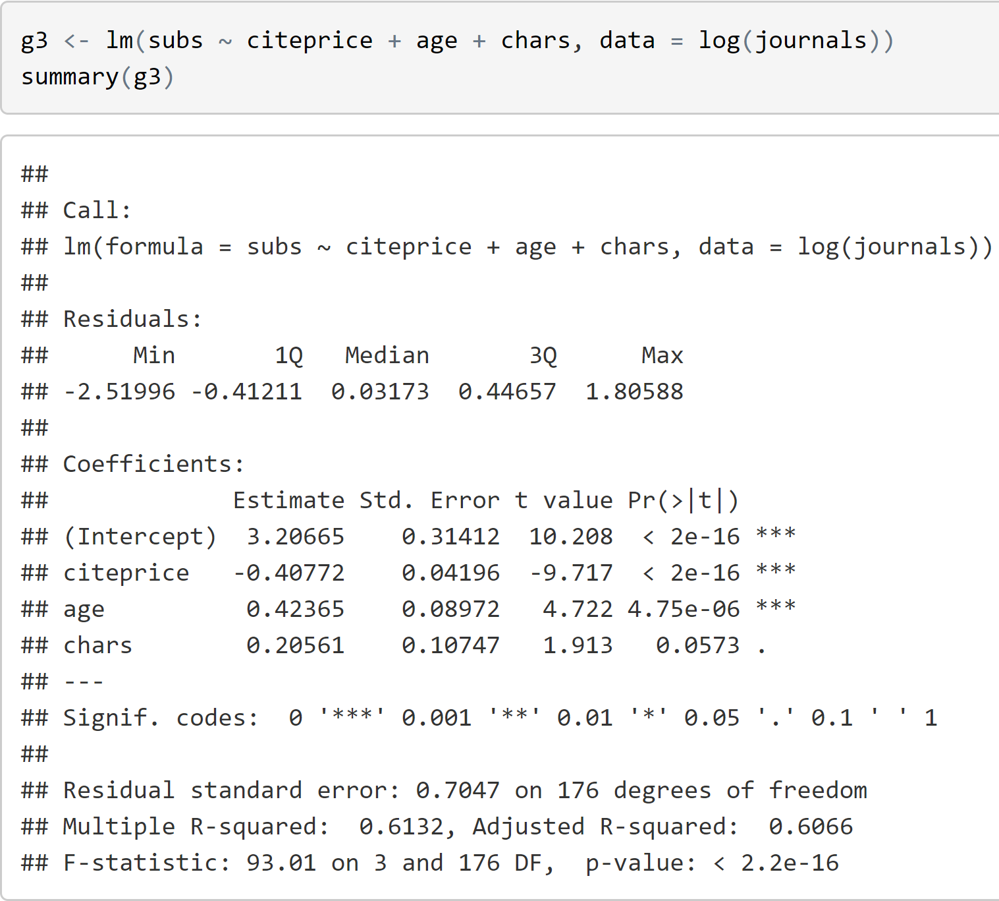 g3 <- lm(subs ~ citeprice + age + chars, data = log(journals))
summary(g3)
##
## Call:
## lm(formula = subs ~ citeprice + age + chars, data = log(journals))
##
## Residuals:
##      Min       1Q   Median       3Q      Max
## -2.51996 -0.41211  0.03173  0.44657  1.80588
##
## Coefficients:
##             Estimate Std. Error t value Pr(>|t|)
## (Intercept)  3.20665    0.31412  10.208  < 2e-16 ***
## citeprice   -0.40772    0.04196  -9.717  < 2e-16 ***
## age          0.42365    0.08972   4.722 4.75e-06 ***
## chars        0.20561    0.10747   1.913   0.0573 .
## ---
## Signif. codes:  0 '***' 0.001 '**' 0.01 '*' 0.05 '.' 0.1 ' ' 1
##
## Residual standard error: 0.7047 on 176 degrees of freedom
## Multiple R-squared:  0.6132, Adjusted R-squared:  0.6066
## F-statistic: 93.01 on 3 and 176 DF,  p-value: < 2.2e-16